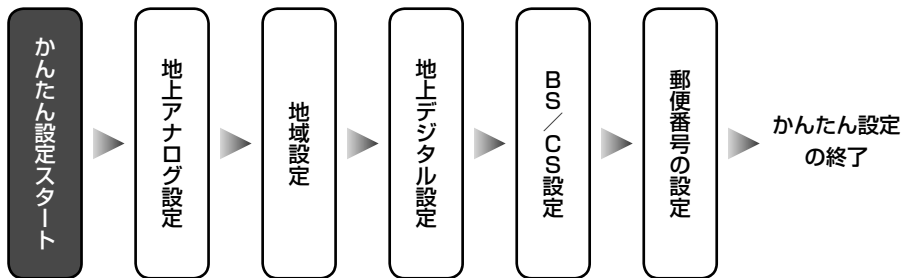 かんたん設定スタート
地上アナログ設定
地域設定
地上デジタル設定
BS/CS設定
郵便番号の設定
かんたん設定
の終了